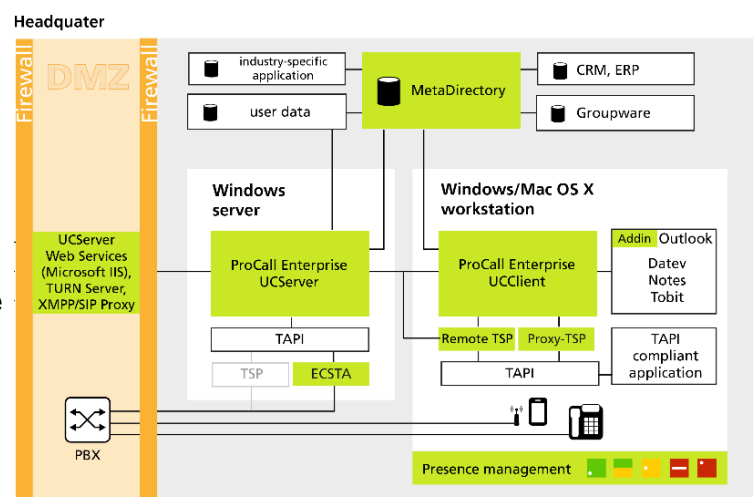 Headquater
Firewall
DMZ
Firewall
industry-specific
application
user data
MetaDirectory
CRM, ERP
Groupware
Windows
server
Windows/Mac OS X
workstation
UCServer
Web Services
(Microsoft IIS),
TURN Server,
XMPP/SIP Proxy
ProCall Enterprise
UCServer
ProCall Enterprise
UCClient
Addin Outlook
Datev
Notes
Tobit
TAPI
TSP
ECSTA
Remote TSP
Proxy-TSP
TAPI
TAPI
compliant
application
PBX
Presence management